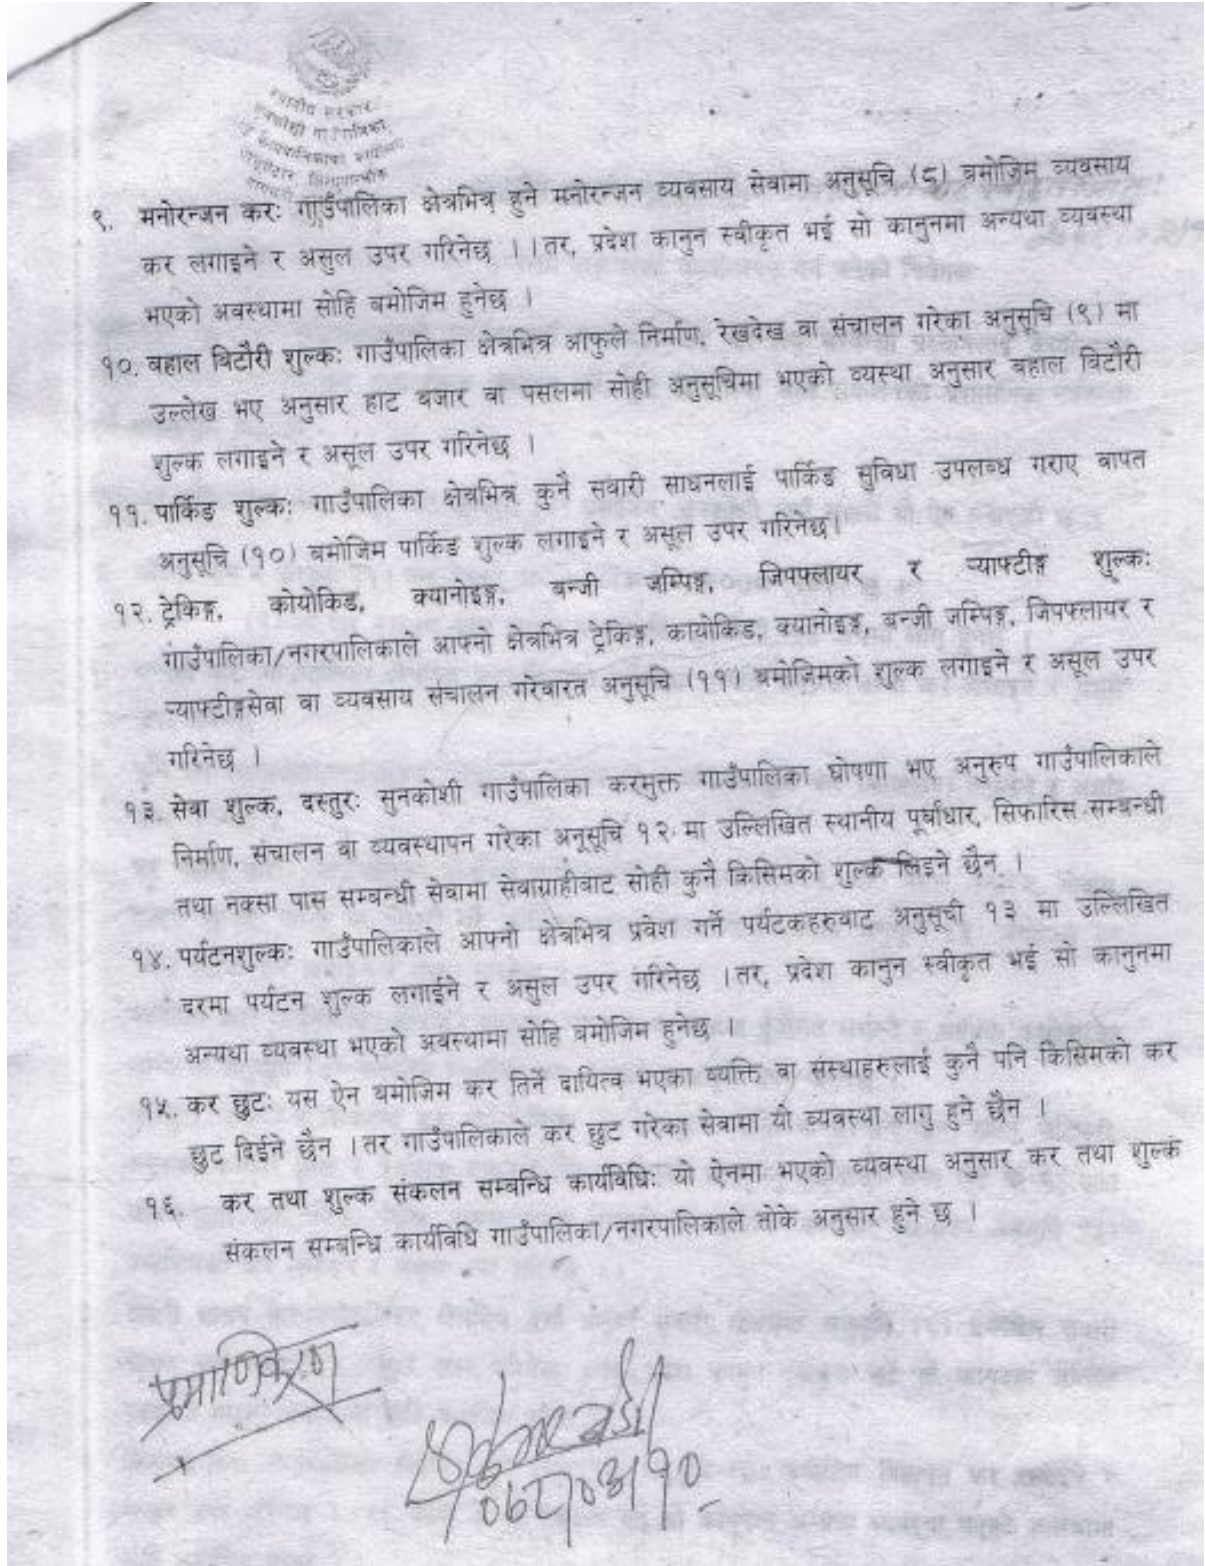 स्थानीय सरकार
सुनकोशी गाउँपालिका
गाउँ कार्यपालिकाको कार्यालय
सिन्धुपाल्चोक
९. मनोरन्जन करः गाउँपालिका क्षेत्रभित्र हुने मनोरन्जन व्यवसाय सेवामा अनुसूचि (८) बमोजिम व्यवसाय
कर लगाइने र असुल उपर गरिनेछ ।।तर, प्रदेश कानुन स्वीकृत भई सो कानुनमा अन्यथा व्यवस्था
भएको अवस्थामा सोहि बमोजिम हुनेछ ।
१०. बहाल बिटौरी शुल्कः गाउँपालिका क्षेत्रभित्र आफुले निर्माण, रेखदेख वा संचालन गरेका अनुसूचि (९) मा
उल्लेख भए अनुसार हाट बजार वा पसलमा सोही अनुसूचिमा भएको व्यस्था अनुसार बहाल बिटौरी
शुल्क लगाइने र असूल उपर गरिनेछ ।
११. पार्किङ शुल्कः गाउँपालिका क्षेत्रभित्र कुनै सवारी साधनलाई पार्किङ सुविधा उपलब्ध गराए वापत
अनुसूचि (१०) बमोजिम पार्किङ शुल्क लगाइने र असूल उपर गरिनेछ।
१२. ट्रेकिङ्ग, कोयोकिङ, क्यानोइङ्ग, बन्जी जम्पिङ्ग, जिपफ्लायर र ऱ्याफ्टीङ्ग शुल्कः
गाउँपालिका/नगरपालिकाले आफ्नो क्षेत्रभित्र ट्रेकिङ्ग, कायोकिङ, क्यानोइङ्ग, बन्जी जम्पिङ्ग, जिपफ्लायर र
ऱ्याफ्टीङ्गसेवा वा व्यवसाय संचालन गरेवारत अनुसूचि (११) बमोजिमको शुल्क लगाइने र असूल उपर
गरिनेछ ।
१३. सेवा शुल्क, दस्तुरः सुनकोशी गाउँपालिका करमुक्त गाउँपालिका घोषणा भए अनुरुप गाउँपालिकाले
निर्माण, संचालन वा व्यवस्थापन गरेका अनूसूचि १२ मा उल्लिखित स्थानीय पूर्वाधार, सिफारिस सम्बन्धी
तथा नक्सा पास सम्बन्धी सेवामा सेवाग्राहीबाट सोही कुनै किसिमको शुल्क लिइने छैन ।
१४. पर्यटनशुल्कः गाउँपालिकाले आफ्नो क्षेत्रभित्र प्रवेश गर्ने पर्यटकहरुबाट अनुसूची १३ मा उल्लिखित
दरमा पर्यटन शुल्क लगाईने र असुल उपर गरिनेछ ।तर, प्रदेश कानुन स्वीकृत भई सो कानुनमा
अन्यथा व्यवस्था भएको अवस्थामा सोहि बमोजिम हुनेछ ।
१५. कर छुटः यस ऐन बमोजिम कर तिर्ने दायित्व भएका व्यक्ति वा संस्थाहरुलाई कुनै पनि किसिमको कर
छुट दिईने छैन ।तर गाउँपालिकाले कर छुट गरेका सेवामा यो व्यवस्था लागु हुने छैन ।
१६. कर तथा शुल्क संकलन सम्बन्धि कार्यविधिः यो ऐनमा भएको व्यवस्था अनुसार कर तथा शुल्क
संकलन सम्बन्धि कार्यविधि गाउँपालिका/नगरपालिकाले तोके अनुसार हुने छ ।
प्रमाणिकरण